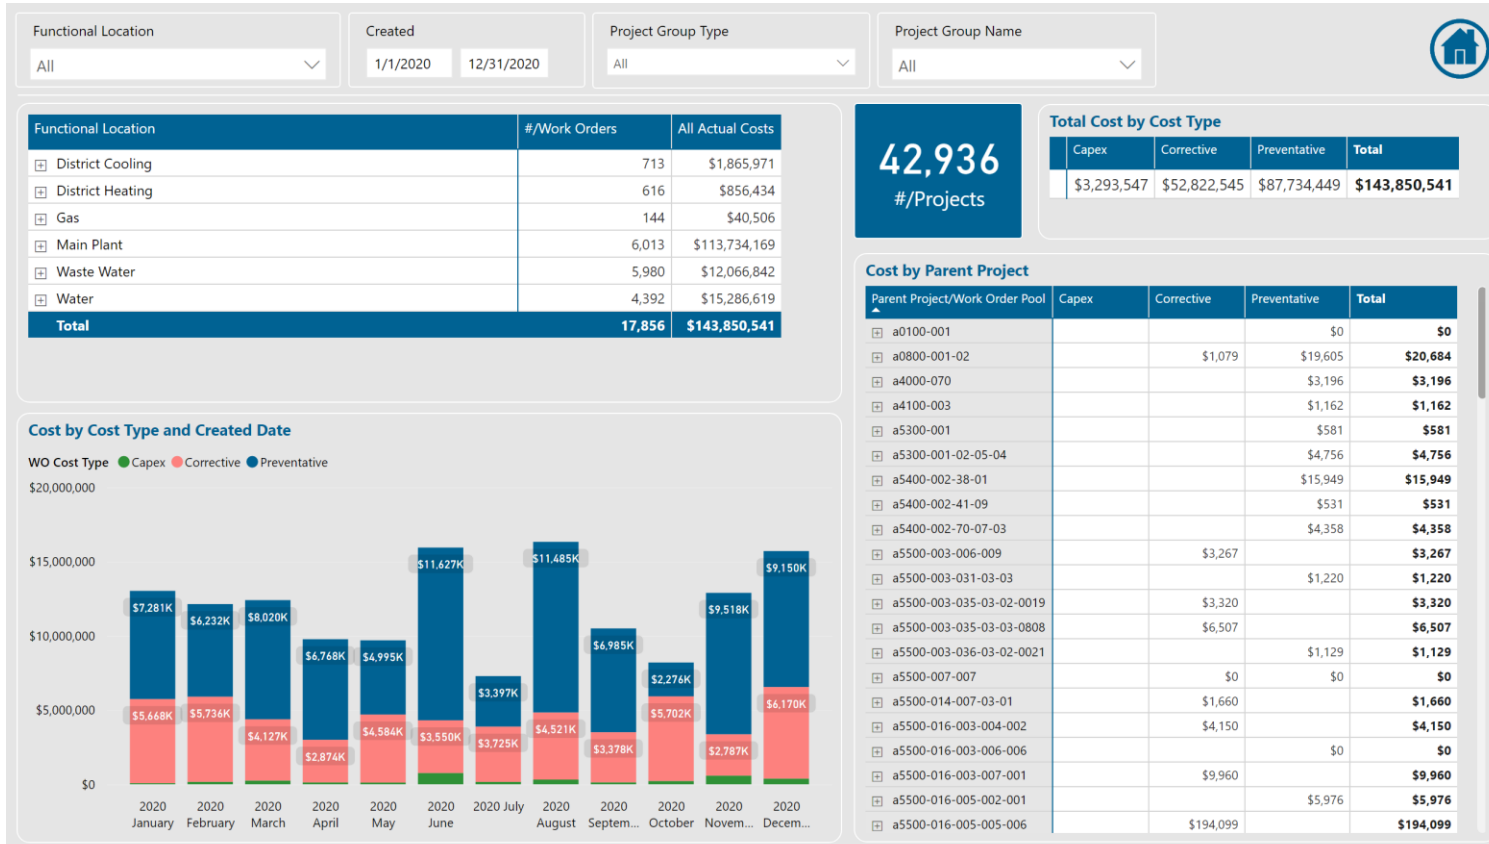 Functional Location
Created
Project Group Type
Project Group Name
All
1/1/2020
12/31/2020
All
All
Functional Location #/Work Orders All Actual Costs
District Cooling 713 $1,865,971
District Heating 616 $856,434
Gas 144 $40,506
Main Plant 6,013 $113,734,169
Waste Water 5,980 $12,066,842
Water 4,392 $15,286,619
Total 17,856 $143,850,541
42,936
#/Projects
Total Cost by Cost Type
Capex Corrective Preventative Total
$3,293,547 $52,822,545 $87,734,449 $143,850,541
Cost by Parent Project
Parent Project/Work Order Pool Capex Corrective Preventative Total
a0100-001 $0 $0
a0800-001-02 $1,079 $19,605 $20,684
a4000-070 $3,196 $3,196
a4100-003 $1,162 $1,162
a5300-001 $581 $581
a5300-001-02-05-04 $4,756 $4,756
a5400-002-38-01 $15,949 $15,949
a5400-002-41-09 $531 $531
a5400-002-70-07-03 $4,358 $4,358
a5500-003-006-009 $3,267 $3,267
a5500-003-031-03-03 $1,220 $1,220
a5500-003-035-03-02-0019 $3,320 $3,320
a5500-003-035-03-03-0808 $6,507 $6,507
a5500-003-036-03-02-0021 $1,129 $1,129
a5500-007-007 $0 $0 $0
a5500-014-007-03-01 $1,660 $1,660
a5500-016-003-004-002 $4,150 $4,150
a5500-016-003-006-006 $0 $0
a5500-016-003-007-001 $9,960 $9,960
a5500-016-005-002-001 $5,976 $5,976
a5500-016-005-005-006 $194,099 $194,099
Cost by Cost Type and Created Date
WO Cost Type Capex Corrective Preventative
$20,000,000
$15,000,000
$10,000,000
$5,000,000
$0
$7,281K
$6,232K
$8,020K
$6,768K
$4,995K
$11,627K
$3,397K
$11,485K
$6,985K
$2,276K
$9,518K
$9,150K
$5,668K
$5,736K
$4,127K
$2,874K
$4,584K
$3,550K
$3,725K
$4,521K
$3,378K
$5,702K
$2,787K
$6,170K
2020 January
2020 February
2020 March
2020 April
2020 May
2020 June
2020 July
2020 August
2020 Septem...
2020 October
2020 Novem...
2020 Decem...